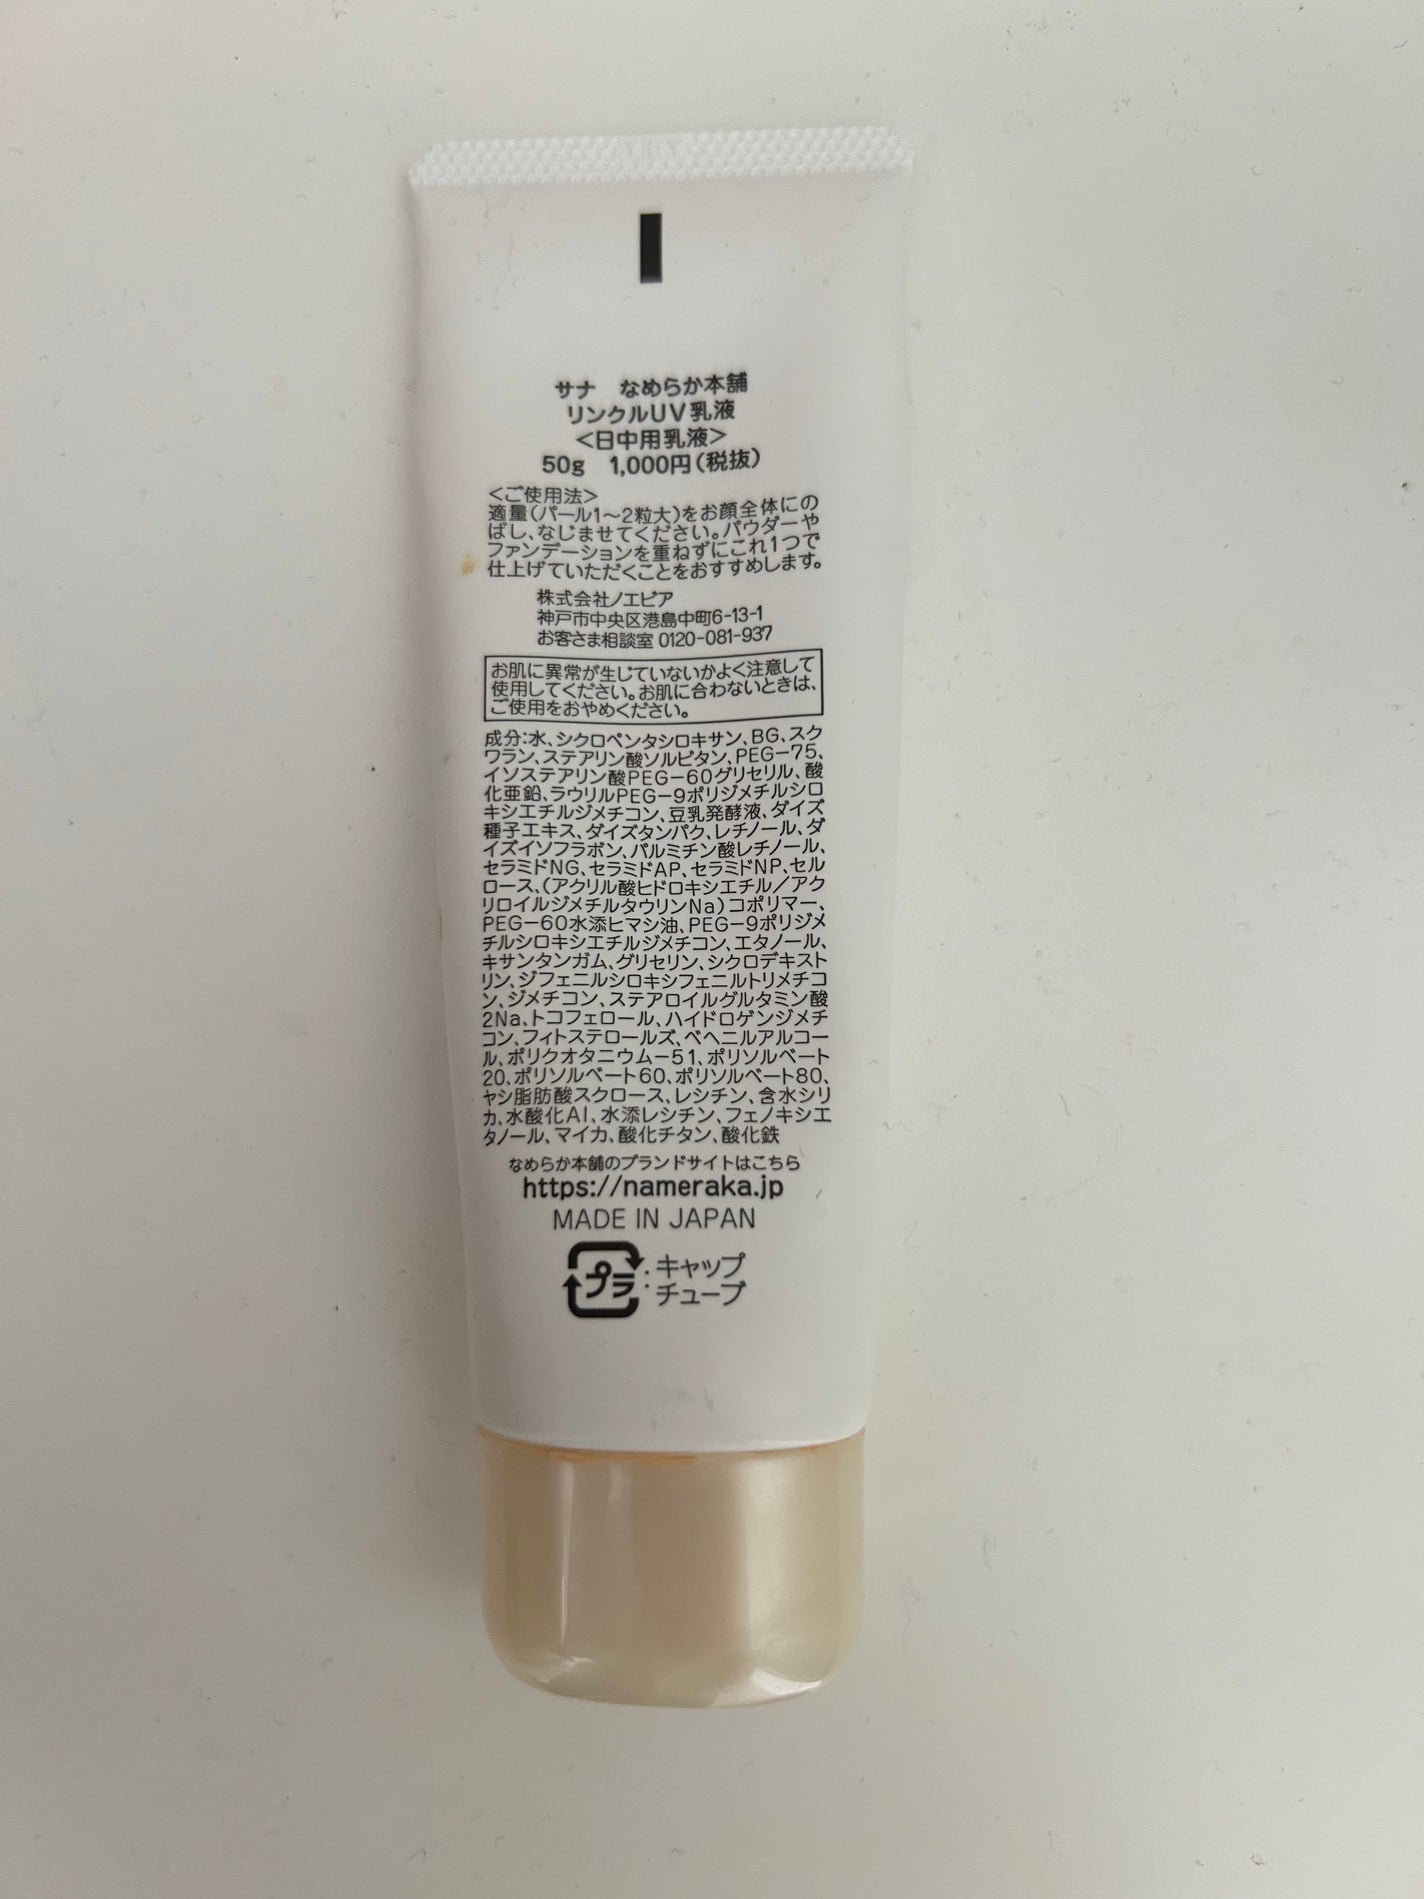 サナ　なめらか本舗
リンクルUV乳液
＜日中用乳液＞
50g　1,000円(税抜)
＜ご使用法＞
適量(パール1～2粒大)をお顔全体にの
ばし、なじませてください。パウダーや
ファンデーションを重ねずにこれ1つで
仕上げていただくことをおすすめします。
株式会社ノエビア
神戸市中央区港島中町6-13-1
お客さま相談室 0120-081-937
お肌に異常が生じていないかよく注意して
使用してください。お肌に合わないときは、
ご使用をおやめください。
成分:水、シクロペンタシロキサン、BG、スク
ワラン、ステアリン酸ソルビタン、PEG－75、
イソステアリン酸PEG－60グリセリル、酸
化亜鉛、ラウリルPEG－9ポリジメチルシロ
キシエチルジメチコン、豆乳発酵液、ダイズ
種子エキス、ダイズタンパク、レチノール、ダ
イズイソフラボン、パルミチン酸レチノール、
セラミドNG、セラミドAP、セラミドNP、セル
ロース、(アクリル酸ヒドロキシエチル／アク
リロイルジメチルタウリンNa)コポリマー、
PEG－60水添ヒマシ油、PEG－9ポリジメ
チルシロキシエチルジメチコン、エタノール、
キサンタンガム、グリセリン、シクロデキスト
リン、ジフェニルシロキシフェニルトリメチコ
ン、ジメチコン、ステアロイルグルタミン酸
2Na、トコフェロール、ハイドロゲンジメチ
コン、フィトステロールズ、ベヘニルアルコー
ル、ポリクオタニウム－51、ポリソルベート
20、ポリソルベート60、ポリソルベート80、
ヤシ脂肪酸スクロース、レシチン、含水シリ
カ、水酸化Al、水添レシチン、フェノキシエ
タノール、マイカ、酸化チタン、酸化鉄
なめらか本舗のブランドサイトはこちら
https://nameraka.jp
MADE IN JAPAN
プラ : キャップ
: チューブ